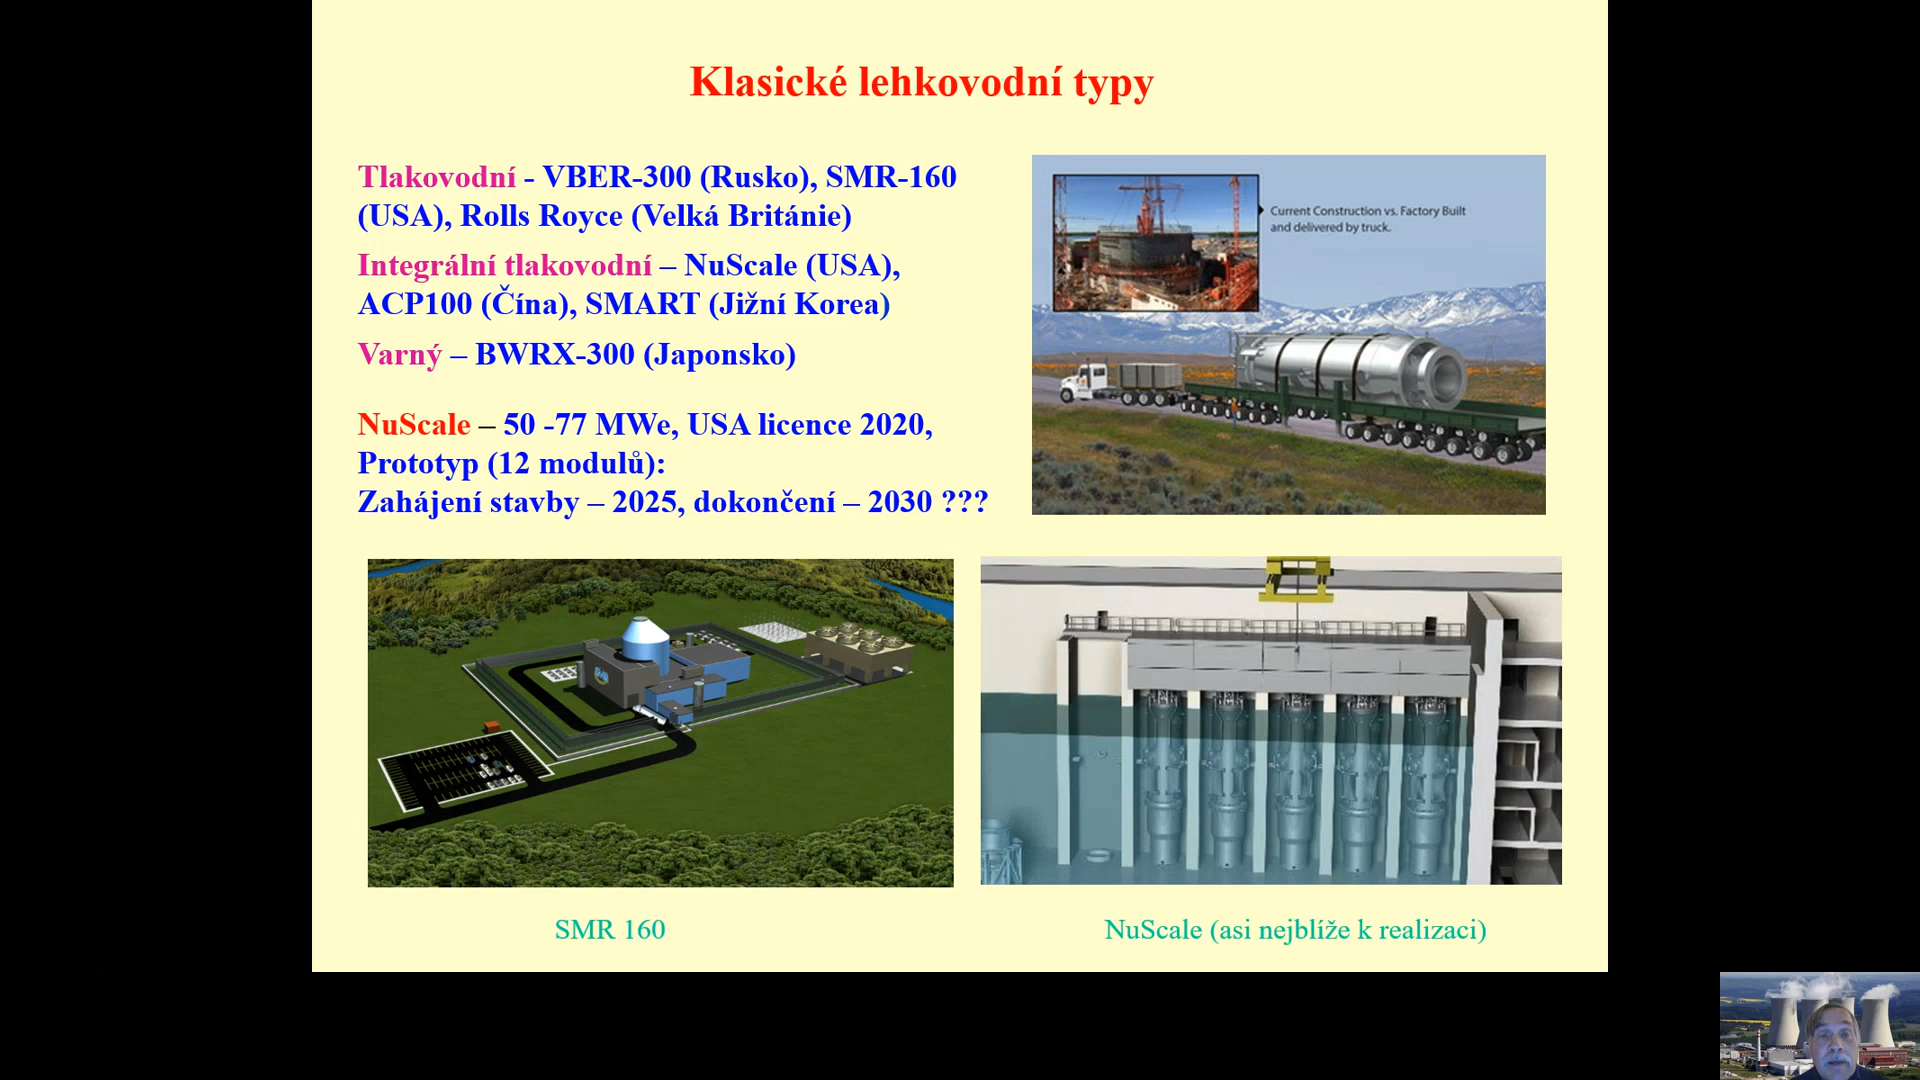 Klasické lehkovodní typy
Tlakovodní - VBER-300 (Rusko), SMR-160
(USA), Rolls Royce (Velká Británie)
Integrální tlakovodní – NuScale (USA),
ACP100 (Čína), SMART (Jižní Korea)
Varný – BWRX-300 (Japonsko)
NuScale – 50 -77 MWe, USA licence 2020,
Prototyp (12 modulů):
Zahájení stavby – 2025, dokončení – 2030 ???
Current Construction vs. Factory Built
and delivered by truck.
SMR 160
NuScale (asi nejblíže k realizaci)